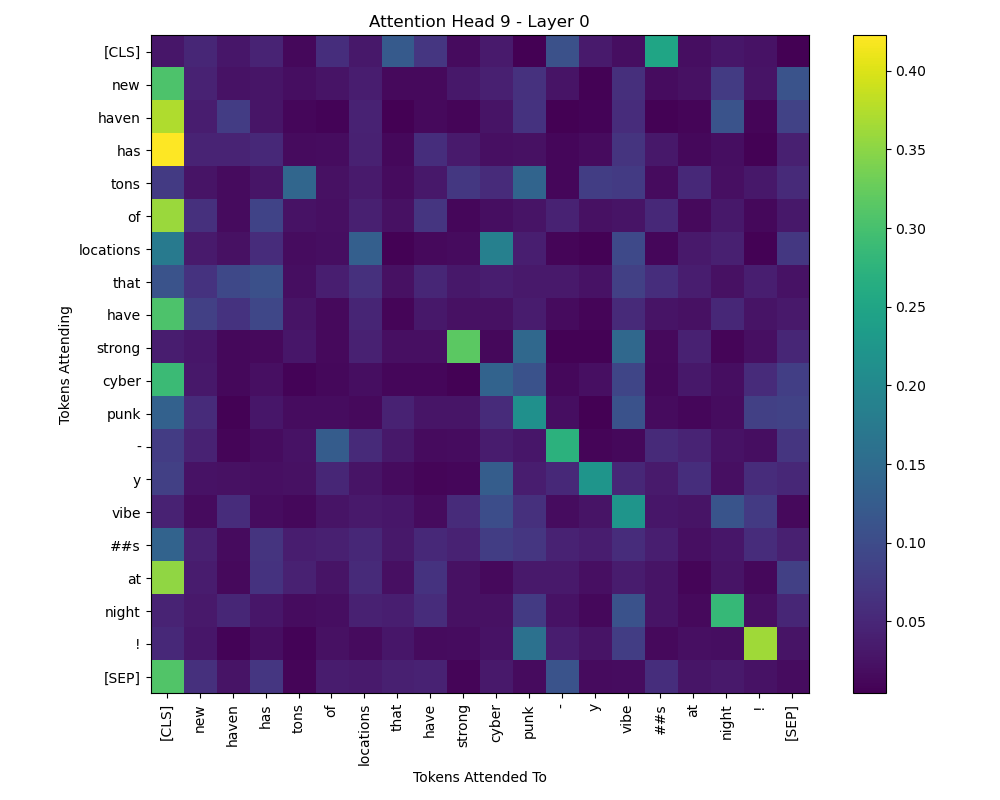 Attention Head 9 - Layer 0
Tokens Attending
[CLS]
new
haven
has
tons
of
locations
that
have
strong
cyber
punk
-
y
vibe
##s
at
night
!
[SEP]
[CLS]
new
haven
has
tons
of
locations
that
have
strong
cyber
punk
-
y
vibe
##s
at
night
!
[SEP]
Tokens Attended To
0.40
0.35
0.30
0.25
0.20
0.15
0.10
0.05